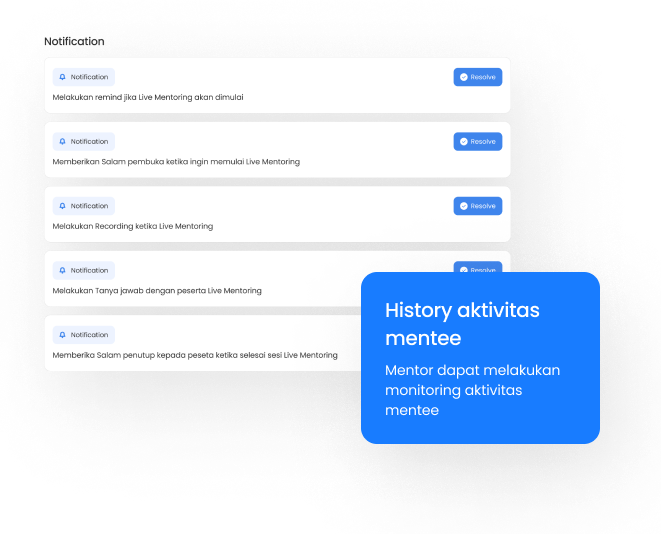 Notification
Notification
Resolve
Melakukan remind jika Live Mentoring akan dimulai
Notification
Resolve
Memberikan Salam pembuka ketika ingin memulai Live Mentoring
Notification
Resolve
Melakukan Recording ketika Live Mentoring
Notification
Resolve
Melakukan Tanya jawab dengan peserta Live Mentoring
Notification
Memberika Salam penutup kepada peseta ketika selesai sesi Live Mentoring
History aktivitas
mentee
Mentor dapat melakukan
monitoring aktivitas
mentee